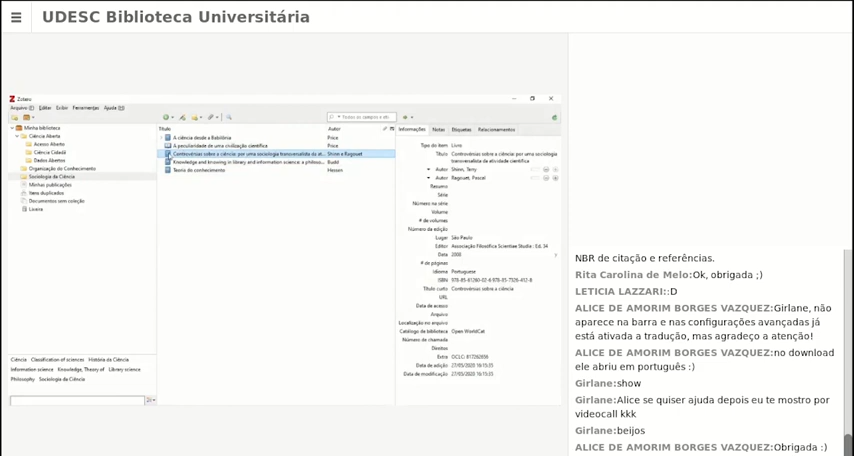 UDESC Biblioteca Universitária
Zotero
Arquivo Editar Exibir Ferramentas Ajuda
Todos os campos e eti
Minha biblioteca
Ciência Aberta
Acesso Aberto
Ciência Cidadã
Dados Abertos
Organização do Conhecimento
Sociologia da Ciência
Minhas publicações
Itens duplicados
Documentos sem coleção
Lixeira
Título Autor
A ciência desde a Babilônia Price
A peculiaridade de uma civilização científica Price
Controvérsias sobre a ciência: por uma sociologia transversalista da at... Shinn e Ragouet
Knowledge and knowing in library and information science: a philoso... Budd
Teoria do conhecimento Hessen
Informações Notas Etiquetas Relacionamentos
Tipo do item Livro
Título Controvérsias sobre a ciência: por uma sociologia transversalista da atividade científica
Autor Shinn, Terry
Autor Ragouet, Pascal
Resumo
Série
Número na série
Volume
# de volumes
Número da edição
Lugar São Paulo
Editor Associação Filosófica Scientiae Studia : Ed. 34
Data 2008
# de páginas
Idioma Portuguese
ISBN
Título curto Controvérsias sobre a ciência
URL
Data de acesso
Arquivo
Localização no arquivo
Catálogo de biblioteca Open WorldCat
Número de chamada
Direitos
Extra
Data de adição
Data de modificação
Ciência Classification of sciences História da Ciência
Information science Knowledge, Theory of Library science
Philosophy Sociologia da Ciência
NBR de citação e referências.
Rita Carolina de Melo:Ok, obrigada ;)
LETICIA LAZZARI::D
ALICE DE AMORIM BORGES VAZQUEZ:Girlane, não
aparece na barra e nas configurações avançadas já
está ativada a tradução, mas agradeço a atenção!
ALICE DE AMORIM BORGES VAZQUEZ:no download
ele abriu em português :)
Girlane:show
Girlane:Alice se quiser ajuda depois eu te mostro por
videocall kkk
Girlane:beijos
ALICE DE AMORIM BORGES VAZQUEZ:Obrigada :)